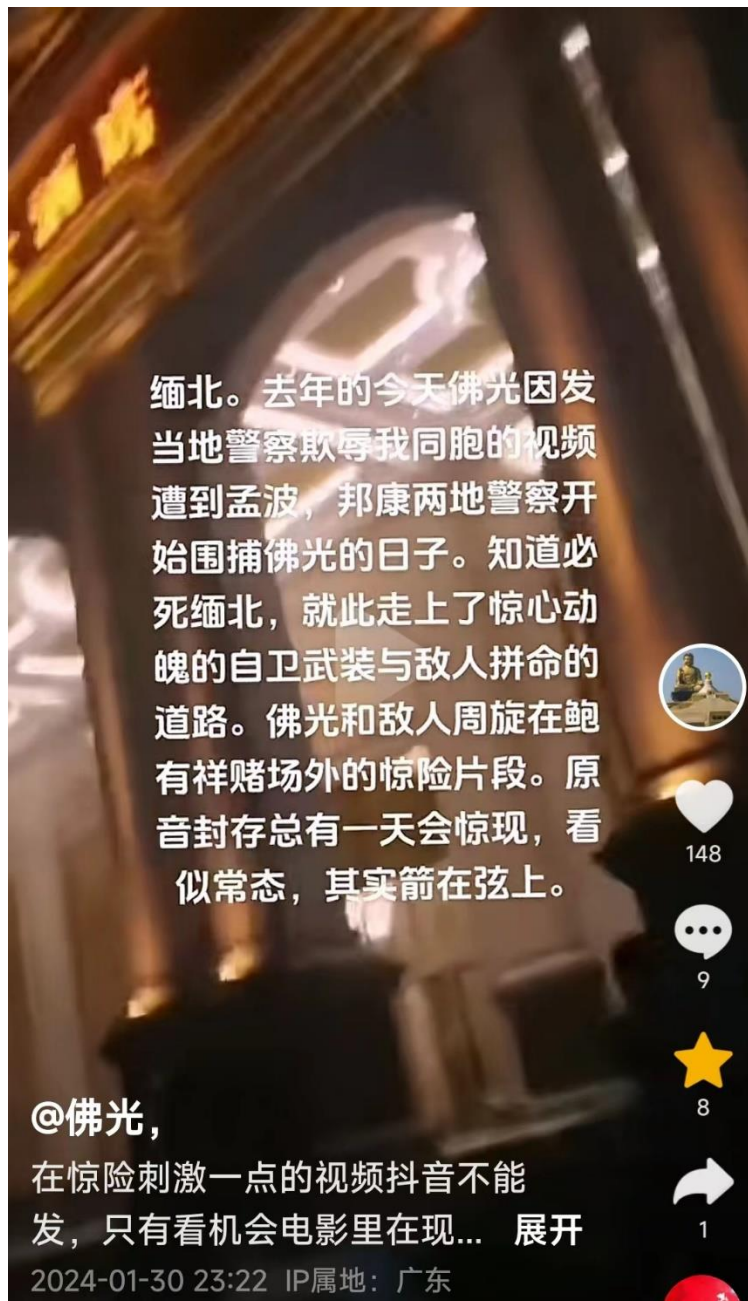 缅北。去年的今天佛光因发
当地警察欺辱我同胞的视频
遭到孟波，邦康两地警察开
始围捕佛光的日子。知道必
死缅北，就此走上了惊心动
魄的自卫武装与敌人拼命的
道路。佛光和敌人周旋在鲍
有祥赌场外的惊险片段。原
音封存总有一天会惊现，看
似常态，其实箭在弦上。
148
9
8
1
@佛光，
在惊险刺激一点的视频抖音不能
发，只有看机会电影里在现... 展开
2024-01-30 23:22 IP属地：广东